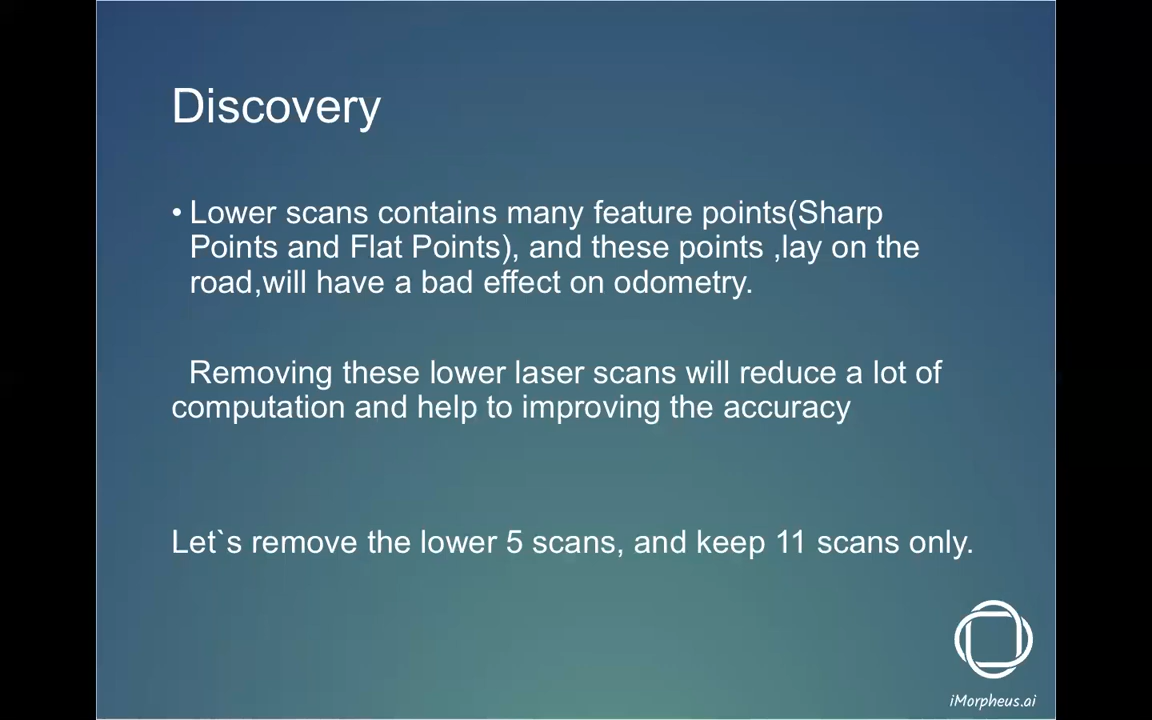 Discovery
• Lower scans contains many feature points(Sharp
Points and Flat Points), and these points ,lay on the
road,will have a bad effect on odometry.
Removing these lower laser scans will reduce a lot of
computation and help to improving the accuracy
Let`s remove the lower 5 scans, and keep 11 scans only.
iMorpheus.ai